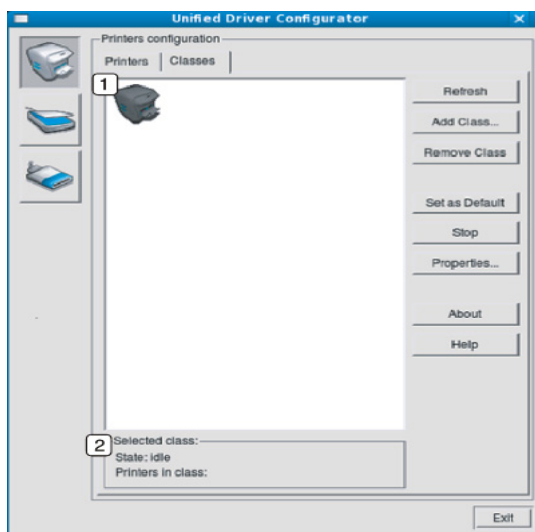 Unified Driver Configurator
Printers configuration
Printers Classes
1
Refresh
Add Class...
Remove Class
Set as Default
Stop
Properties...
About
Help
2
Selected class:
State: idle
Printers in class:
Exit